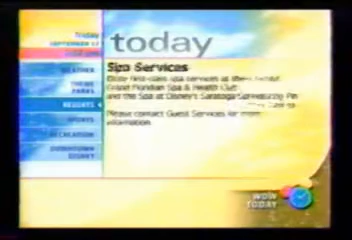 Today
SEPTEMBER 17
today
WEATHER
THEME
PARKS
RESORTS
SPORTS
RECREATION
DOWNTOWN
DISNEY
Spa Services
Enjoy first-class spa services at
Grand Floridian Spa & Health Club
and the Spa at Disney's Saratoga Springs
Please contact Guest Services for more
information.
WDW
TODAY